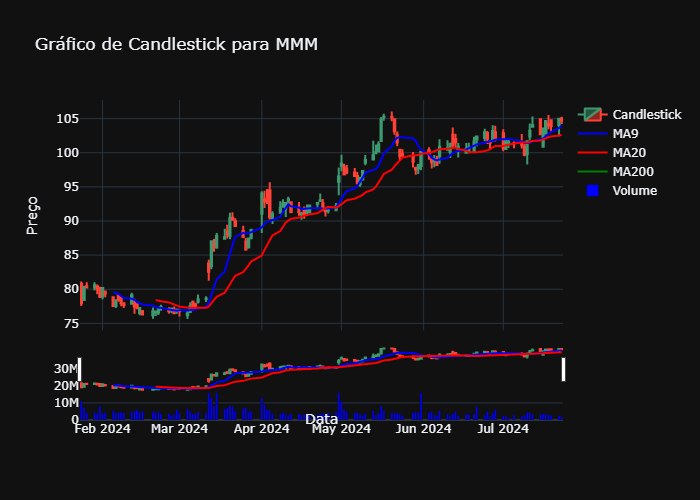 Gráfico de Candlestick para MMM
Candlestick
MA9
MA20
MA200
Volume
Preço
105
100
95
90
85
80
75
30M
20M
10M
0
Data
Feb 2024
Mar 2024
Apr 2024
May 2024
Jun 2024
Jul 2024